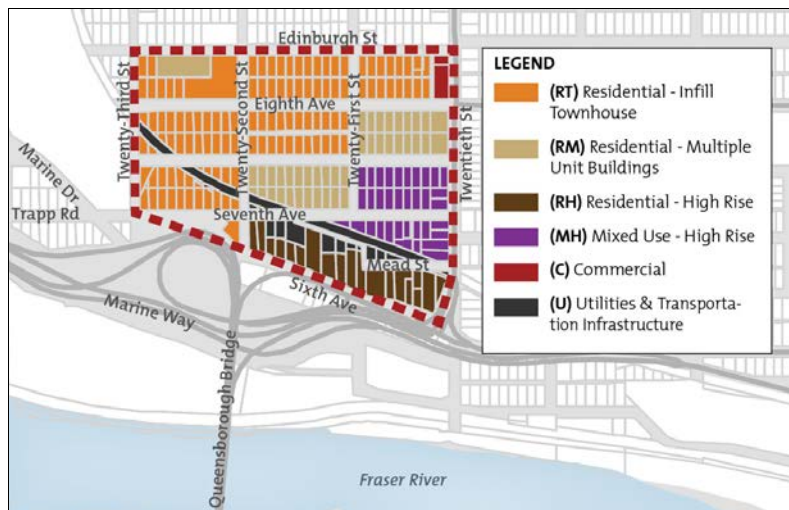 Edinburgh St
Twenty-Third St
Twenty-Second St
Eighth Ave
Twenty-First St
Twentieth St
Marine Dr
Trapp Rd
Seventh Ave
Mead St
Sixth Ave
Marine Way
Queensborough Bridge
Fraser River
LEGEND
(RT) Residential - Infill
Townhouse
(RM) Residential - Multiple
Unit Buildings
(RH) Residential - High Rise
(MH) Mixed Use - High Rise
(C) Commercial
(U) Utilities & Transporta-
tion Infrastructure